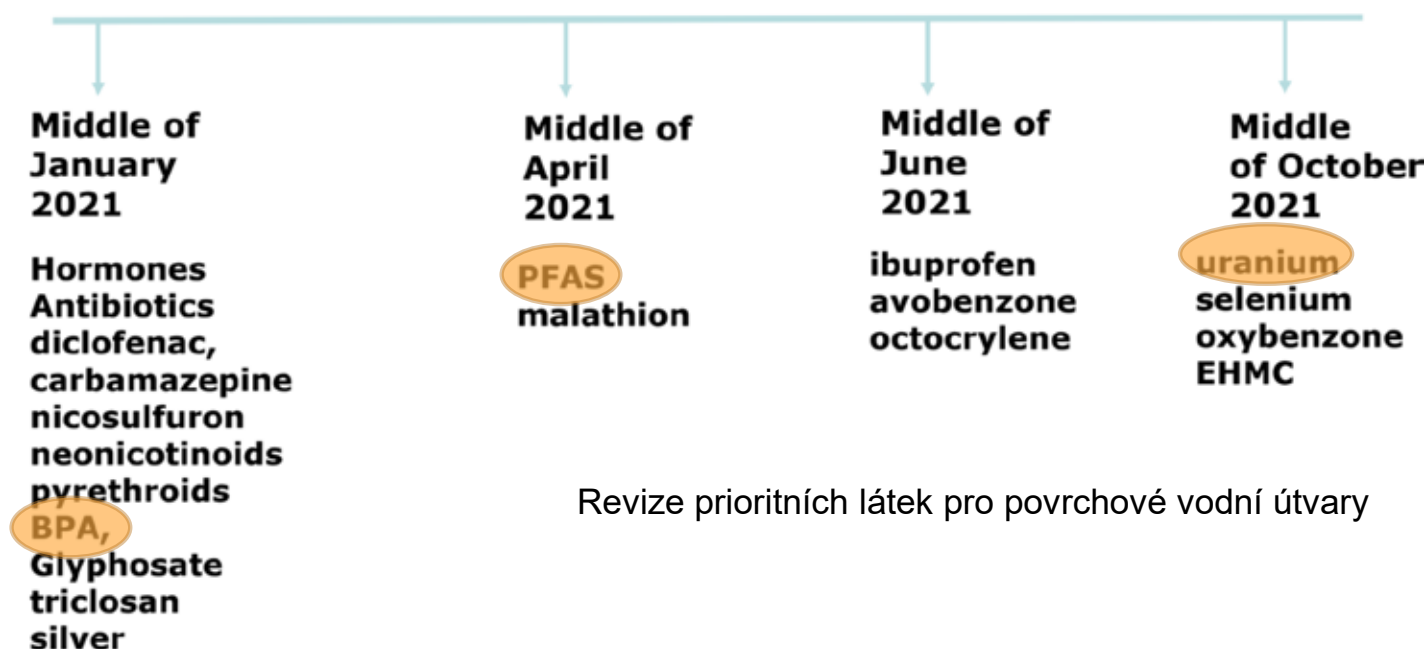 Middle of
January
2021
Hormones
Antibiotics
diclofenac,
carbamazepine
nicosulfuron
neonicotinoids
pyrethroids
BPA,
Glyphosate
triclosan
silver
Middle of
April
2021
PFAS
malathion
Middle of
June
2021
ibuprofen
avobenzone
octocrylene
Middle
of October
2021
uranium
selenium
oxybenzone
EHMC
Revize prioritních látek pro povrchové vodní útvary